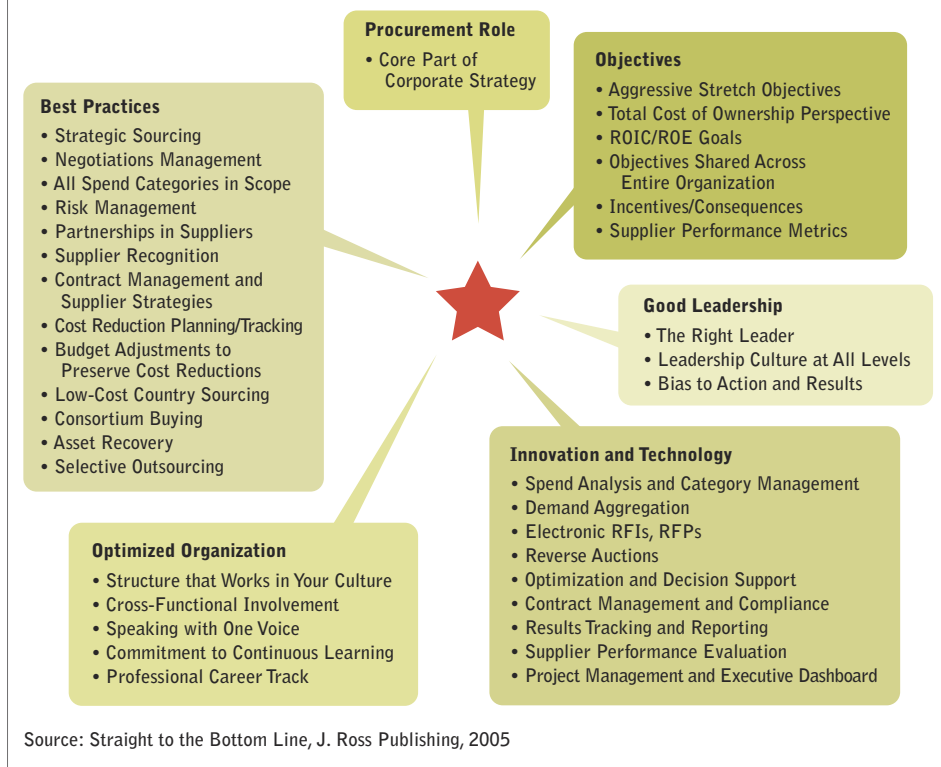 Procurement Role
• Core Part of
Corporate Strategy
Objectives
• Aggressive Stretch Objectives
• Total Cost of Ownership Perspective
• ROIC/ROE Goals
• Objectives Shared Across
Entire Organization
• Incentives/Consequences
• Supplier Performance Metrics
Best Practices
• Strategic Sourcing
• Negotiations Management
• All Spend Categories in Scope
• Risk Management
• Partnerships in Suppliers
• Supplier Recognition
• Contract Management and
Supplier Strategies
• Cost Reduction Planning/Tracking
• Budget Adjustments to
Preserve Cost Reductions
• Low-Cost Country Sourcing
• Consortium Buying
• Asset Recovery
• Selective Outsourcing
Good Leadership
• The Right Leader
• Leadership Culture at All Levels
• Bias to Action and Results
Innovation and Technology
• Spend Analysis and Category Management
• Demand Aggregation
• Electronic RFIs, RFPs
• Reverse Auctions
• Optimization and Decision Support
• Contract Management and Compliance
• Results Tracking and Reporting
• Supplier Performance Evaluation
• Project Management and Executive Dashboard
Optimized Organization
• Structure that Works in Your Culture
• Cross-Functional Involvement
• Speaking with One Voice
• Commitment to Continuous Learning
• Professional Career Track
Source: Straight to the Bottom Line, J. Ross Publishing, 2005